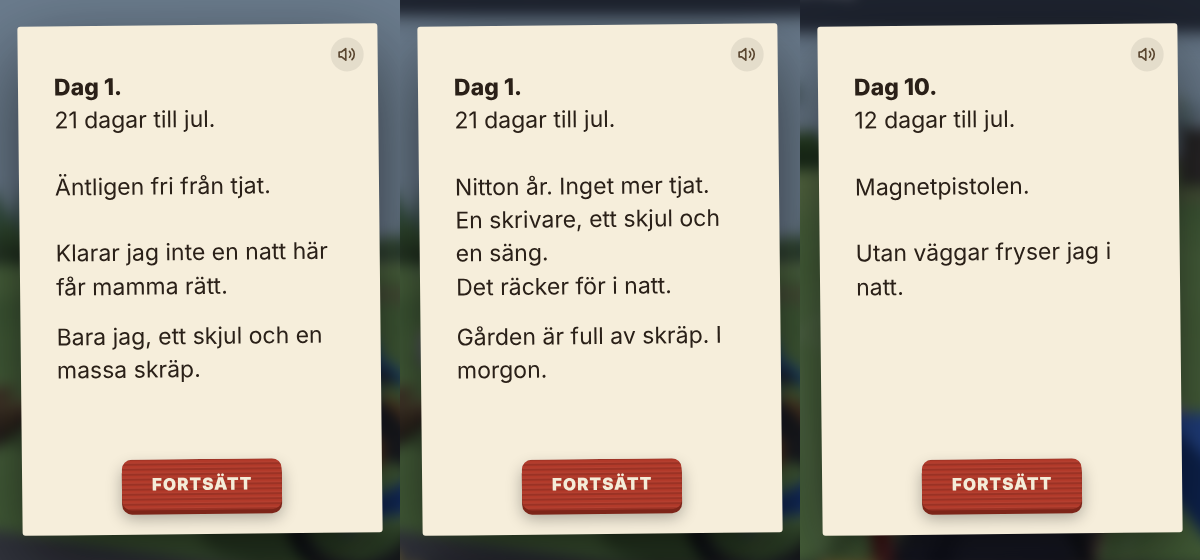 Dag 1.
21 dagar till jul.
Äntligen fri från tjat.
Klarar jag inte en natt här
får mamma rätt.
Bara jag, ett skjul och en
massa skräp.
FORTSÄTT
Dag 1.
21 dagar till jul.
Nitton år. Inget mer tjat.
En skrivare, ett skjul och
en säng.
Det räcker för i natt.
Gården är full av skräp. I
morgon.
FORTSÄTT
Dag 10.
12 dagar till jul.
Magnetpistolen.
Utan väggar fryser jag i
natt.
FORTSÄTT